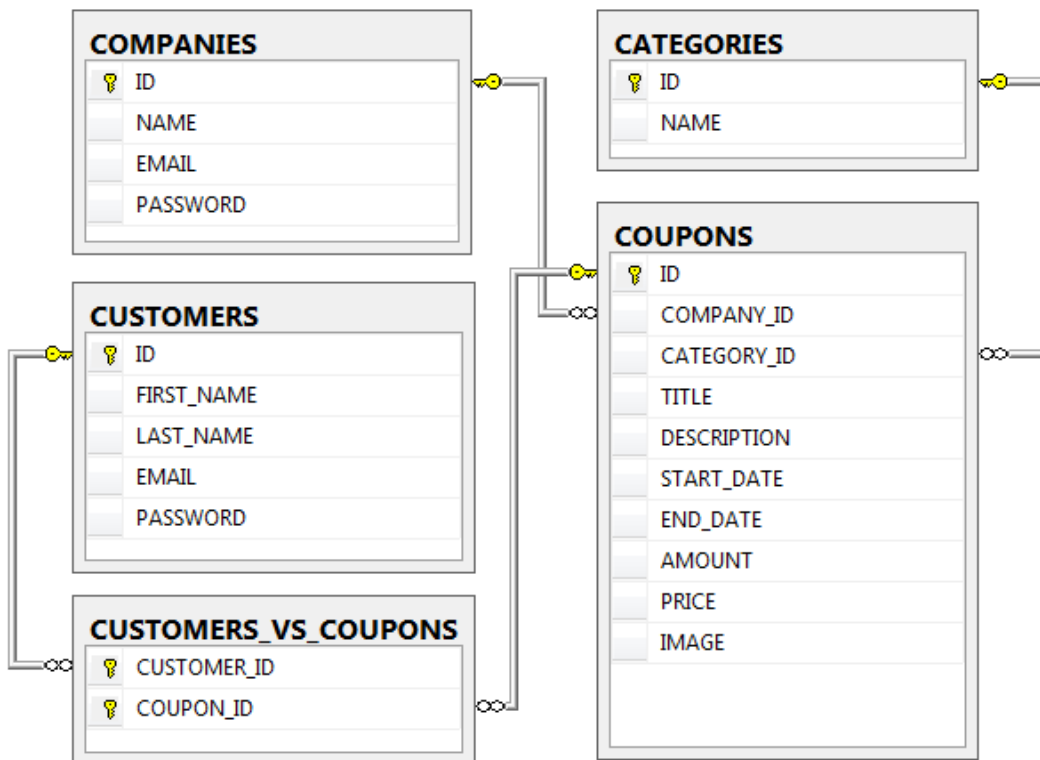 COMPANIES
ID
NAME
EMAIL
PASSWORD
CUSTOMERS
ID
FIRST_NAME
LAST_NAME
EMAIL
PASSWORD
CUSTOMERS_VS_COUPONS
CUSTOMER_ID
COUPON_ID
CATEGORIES
ID
NAME
COUPONS
ID
COMPANY_ID
CATEGORY_ID
TITLE
DESCRIPTION
START_DATE
END_DATE
AMOUNT
PRICE
IMAGE